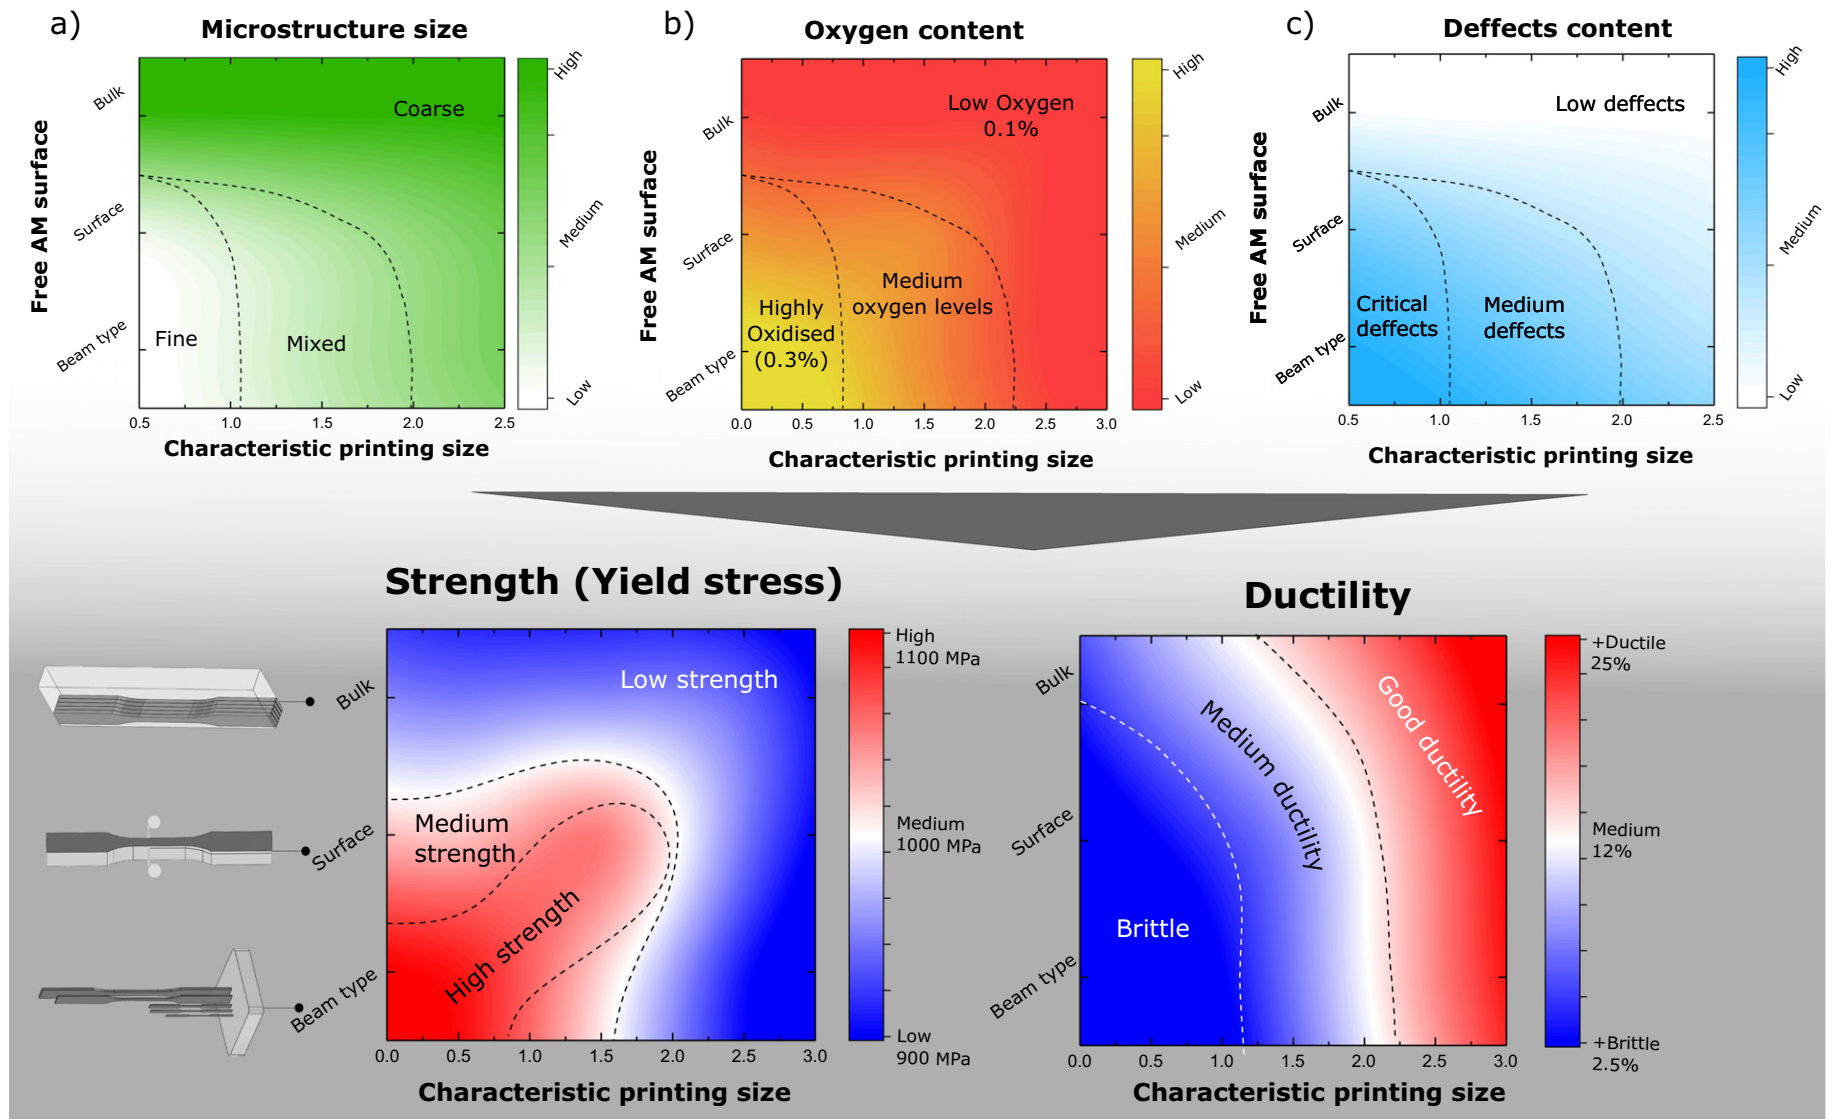 a)
Microstructure size
Free AM surface
Bulk
Surface
Beam type
Coarse
Fine
Mixed
High
Medium
Low
0.5
1.0
1.5
2.0
2.5
Characteristic printing size
b)
Oxygen content
Free AM surface
Bulk
Surface
Beam type
Low Oxygen
0.1%
Medium
oxygen levels
Highly
Oxidised
(0.3%)
High
Medium
Low
0.0
0.5
1.0
1.5
2.0
2.5
3.0
Characteristic printing size
c)
Deffects content
Free AM surface
Bulk
Surface
Beam type
Low deffects
Critical
deffects
Medium
deffects
High
Medium
Low
0.5
1.0
1.5
2.0
2.5
Characteristic printing size
Strength (Yield stress)
Bulk
Surface
Beam type
Low strength
Medium
strength
High strength
High
1100 MPa
Medium
1000 MPa
Low
900 MPa
0.0
0.5
1.0
1.5
2.0
2.5
3.0
Characteristic printing size
Ductility
Bulk
Surface
Beam type
Good ductility
Medium ductility
Brittle
+Ductile
25%
Medium
12%
+Brittle
2.5%
0.0
0.5
1.0
1.5
2.0
2.5
3.0
Characteristic printing size